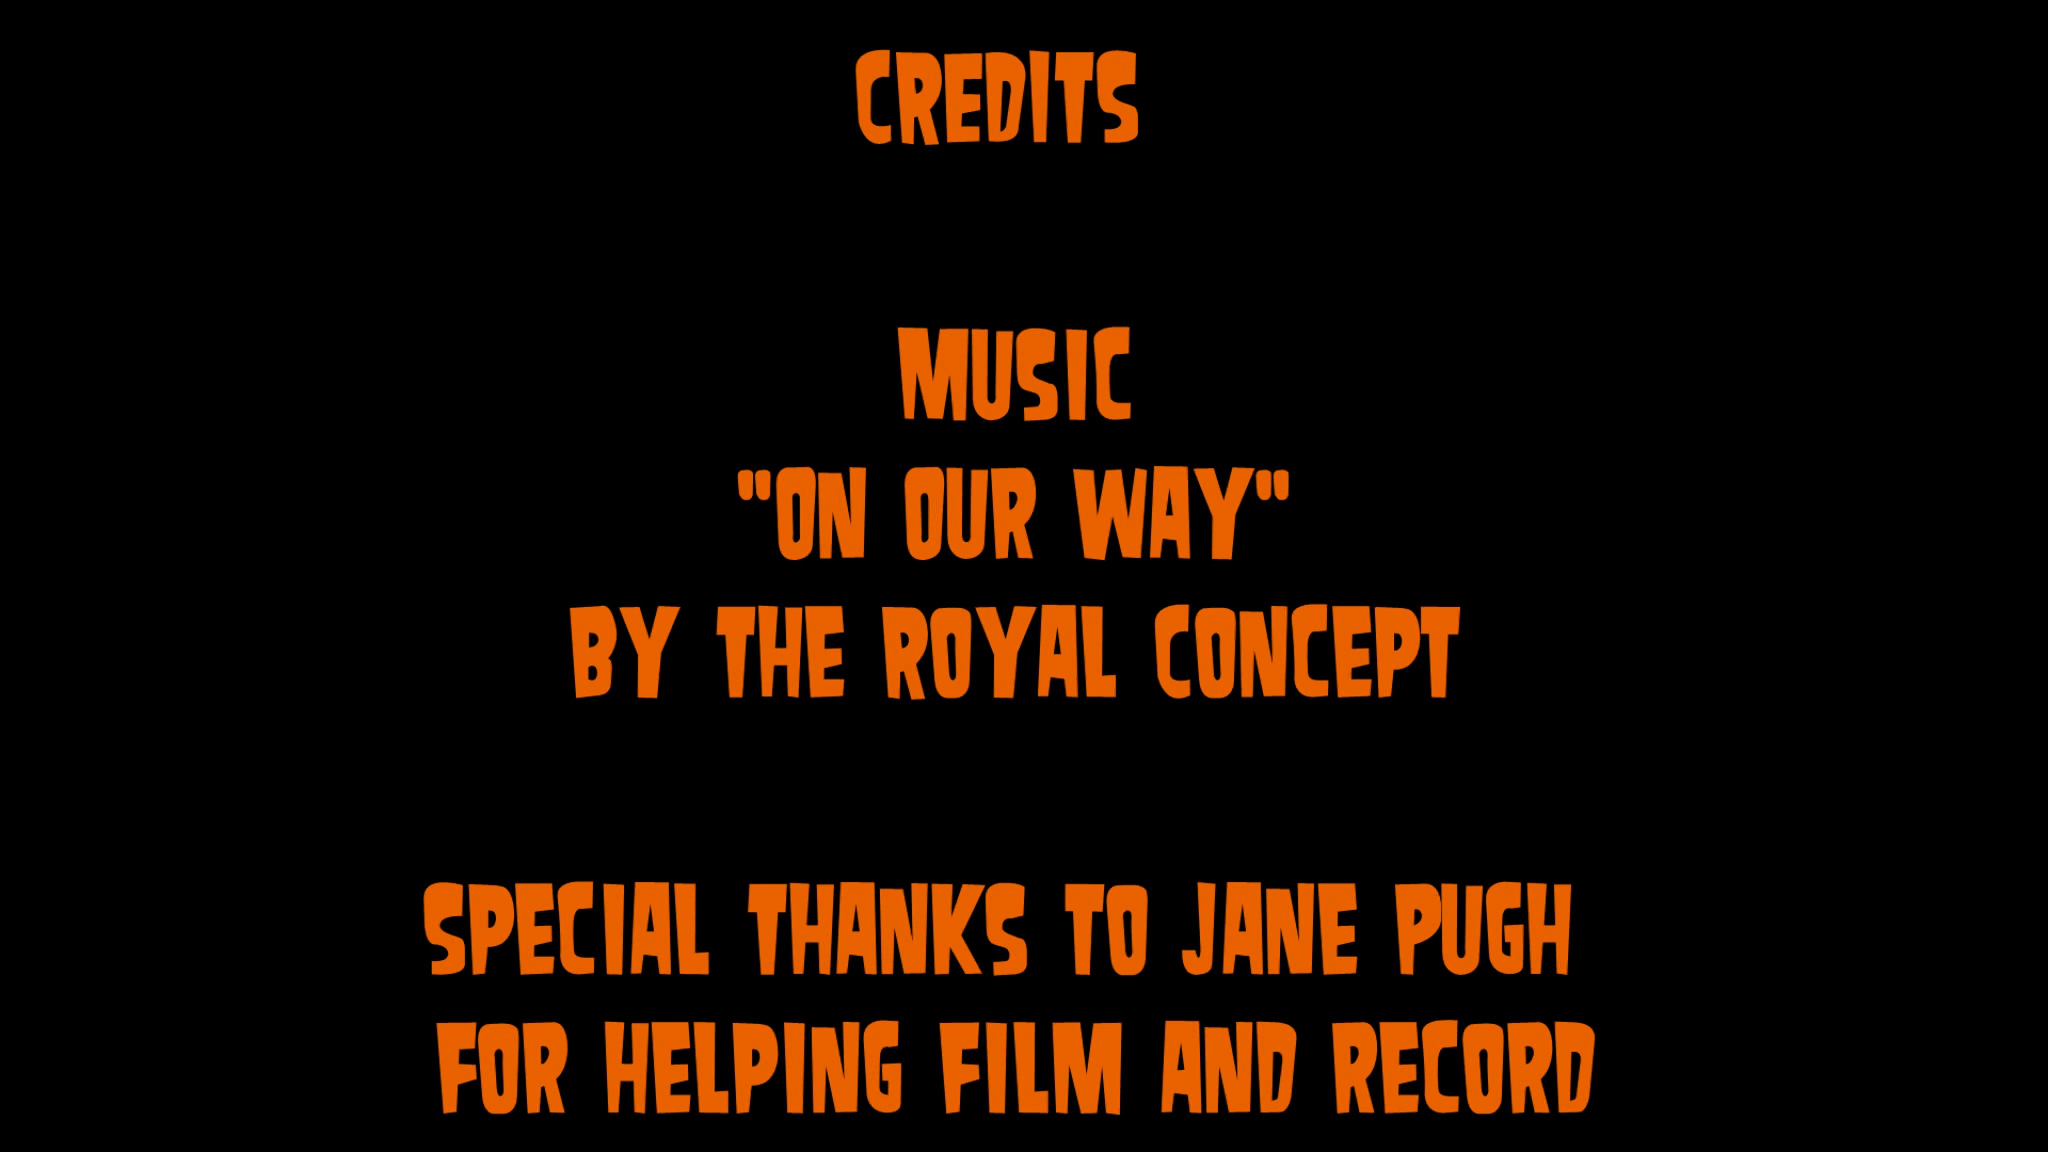 CREDITS
MUSIC
"ON OUR WAY"
BY THE ROYAL CONCEPT
SPECIAL THANKS TO JANE PUGH
FOR HELPING FILM AND RECORD